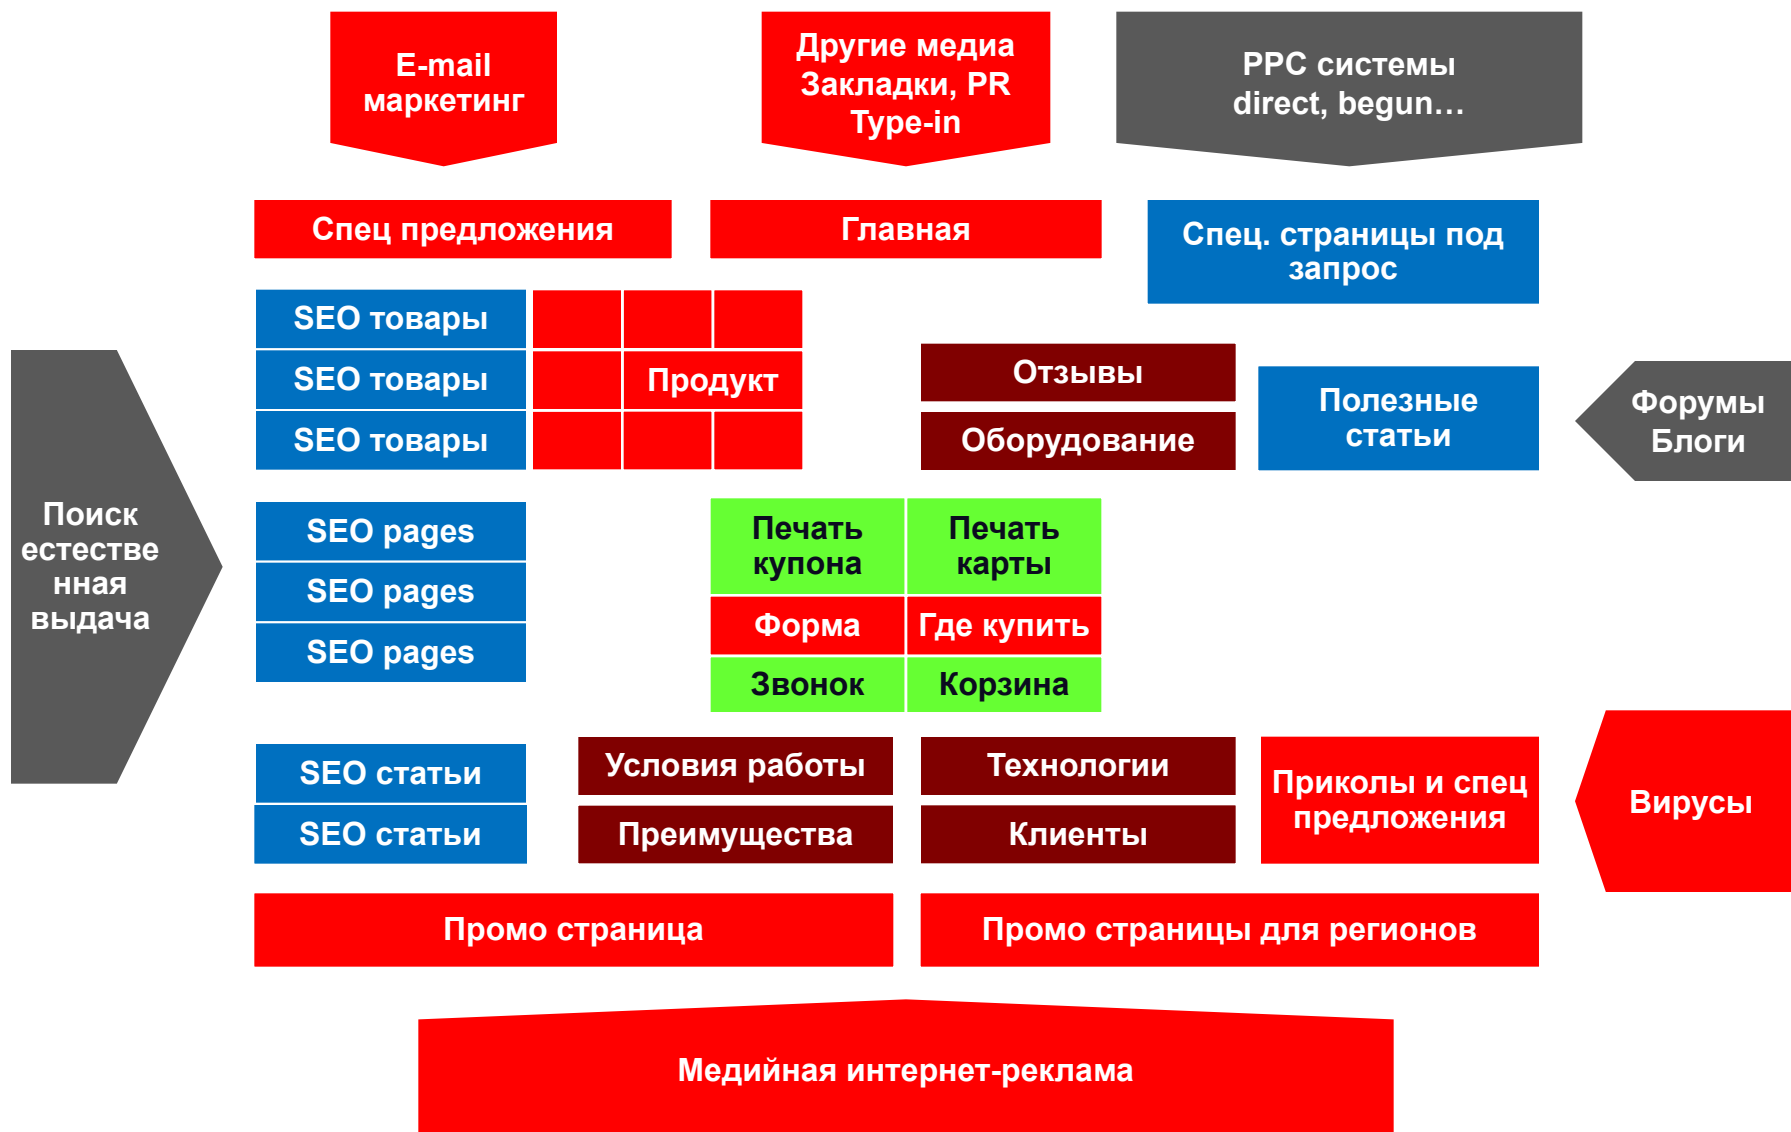 E-mail
маркетинг
Другие медиа
Закладки, PR
Type-in
PPC системы
direct, begun…
Спец предложения
Главная
Спец. страницы под
запрос
SEO товары
SEO товары
Продукт
SEO товары
Отзывы
Оборудование
Полезные
статьи
Форумы
Блоги
Поиск
естестве
нная
выдача
SEO pages
SEO pages
SEO pages
Печать
купона
Печать
карты
Форма
Где купить
Звонок
Корзина
SEO статьи
SEO статьи
Условия работы
Преимущества
Технологии
Клиенты
Приколы и спец
предложения
Вирусы
Промо страница
Промо страницы для регионов
Медийная интернет-реклама